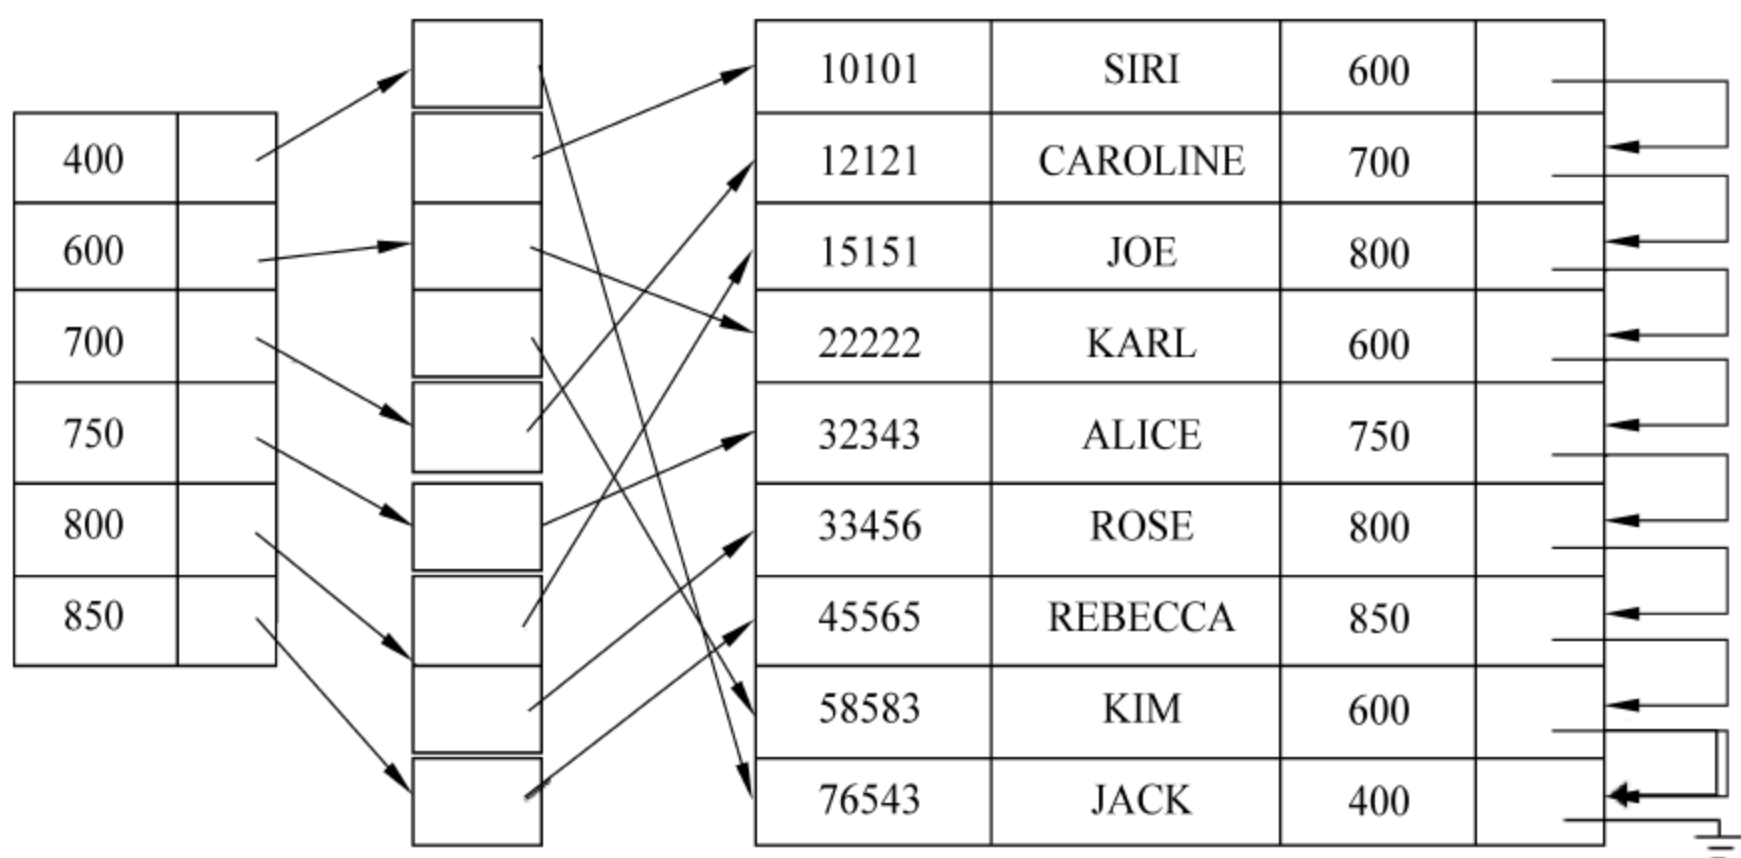 10101 SIRI 600
400 12121 CAROLINE 700
600 15151 JOE 800
700 22222 KARL 600
750 32343 ALICE 750
800 33456 ROSE 800
850 45565 REBECCA 850
58583 KIM 600
76543 JACK 400